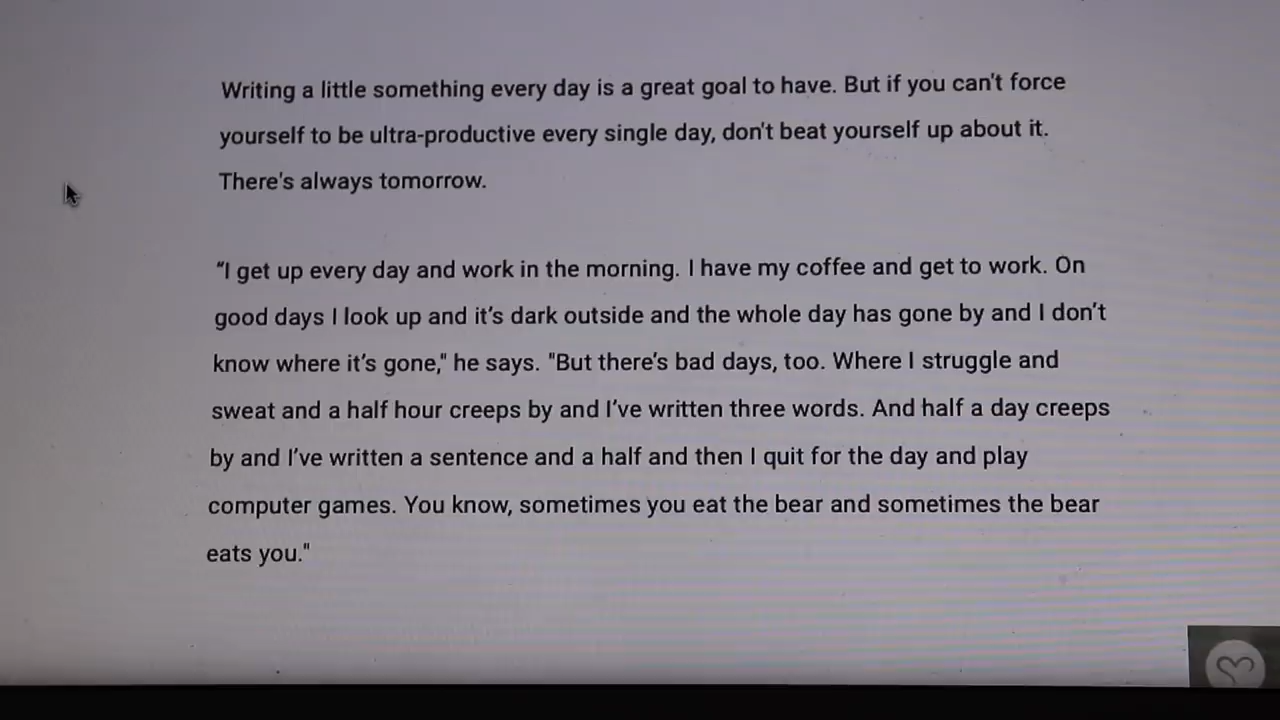 Writing a little something every day is a great goal to have. But if you can't force
yourself to be ultra-productive every single day, don't beat yourself up about it.
There's always tomorrow.
“I get up every day and work in the morning. I have my coffee and get to work. On
good days I look up and it’s dark outside and the whole day has gone by and I don’t
know where it’s gone," he says. "But there’s bad days, too. Where I struggle and
sweat and a half hour creeps by and I’ve written three words. And half a day creeps
by and I’ve written a sentence and a half and then I quit for the day and play
computer games. You know, sometimes you eat the bear and sometimes the bear
eats you."